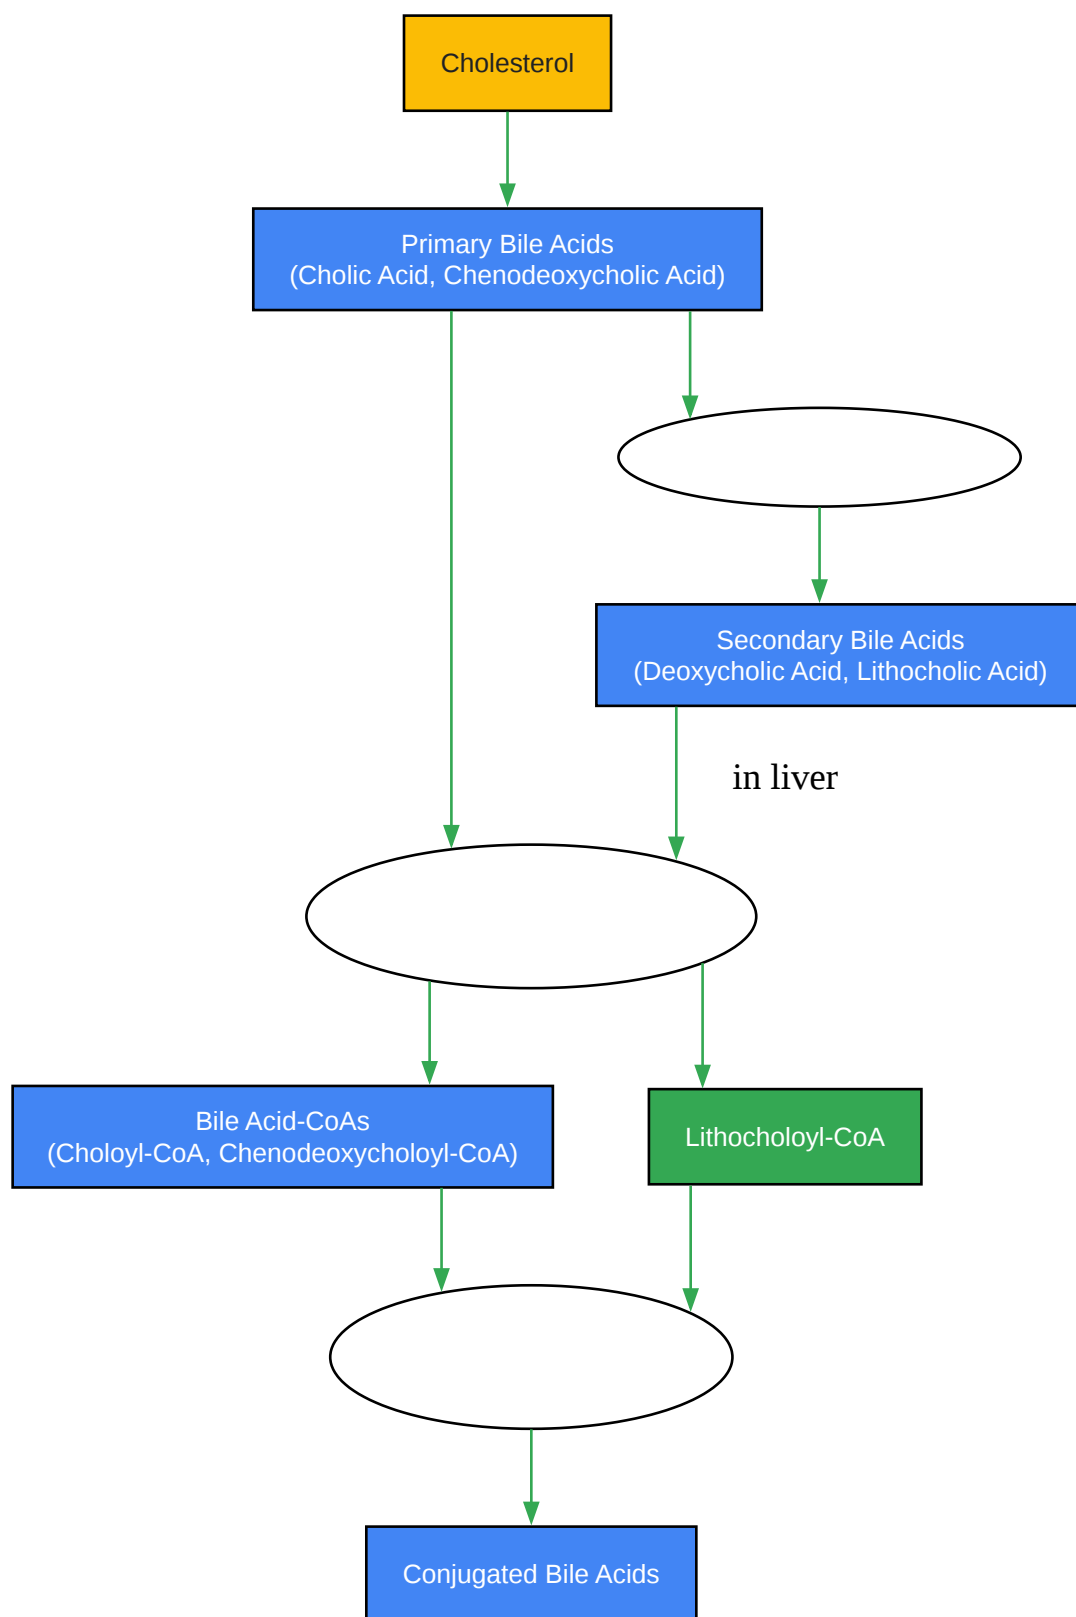 Cholesterol
Primary Bile Acids
(Cholic Acid, Chenodeoxycholic Acid)
Secondary Bile Acids
(Deoxycholic Acid, Lithocholic Acid)
in liver
Bile Acid-CoAs
(Choloyl-CoA, Chenodeoxycholoyl-CoA)
Lithocholoyl-CoA
Conjugated Bile Acids